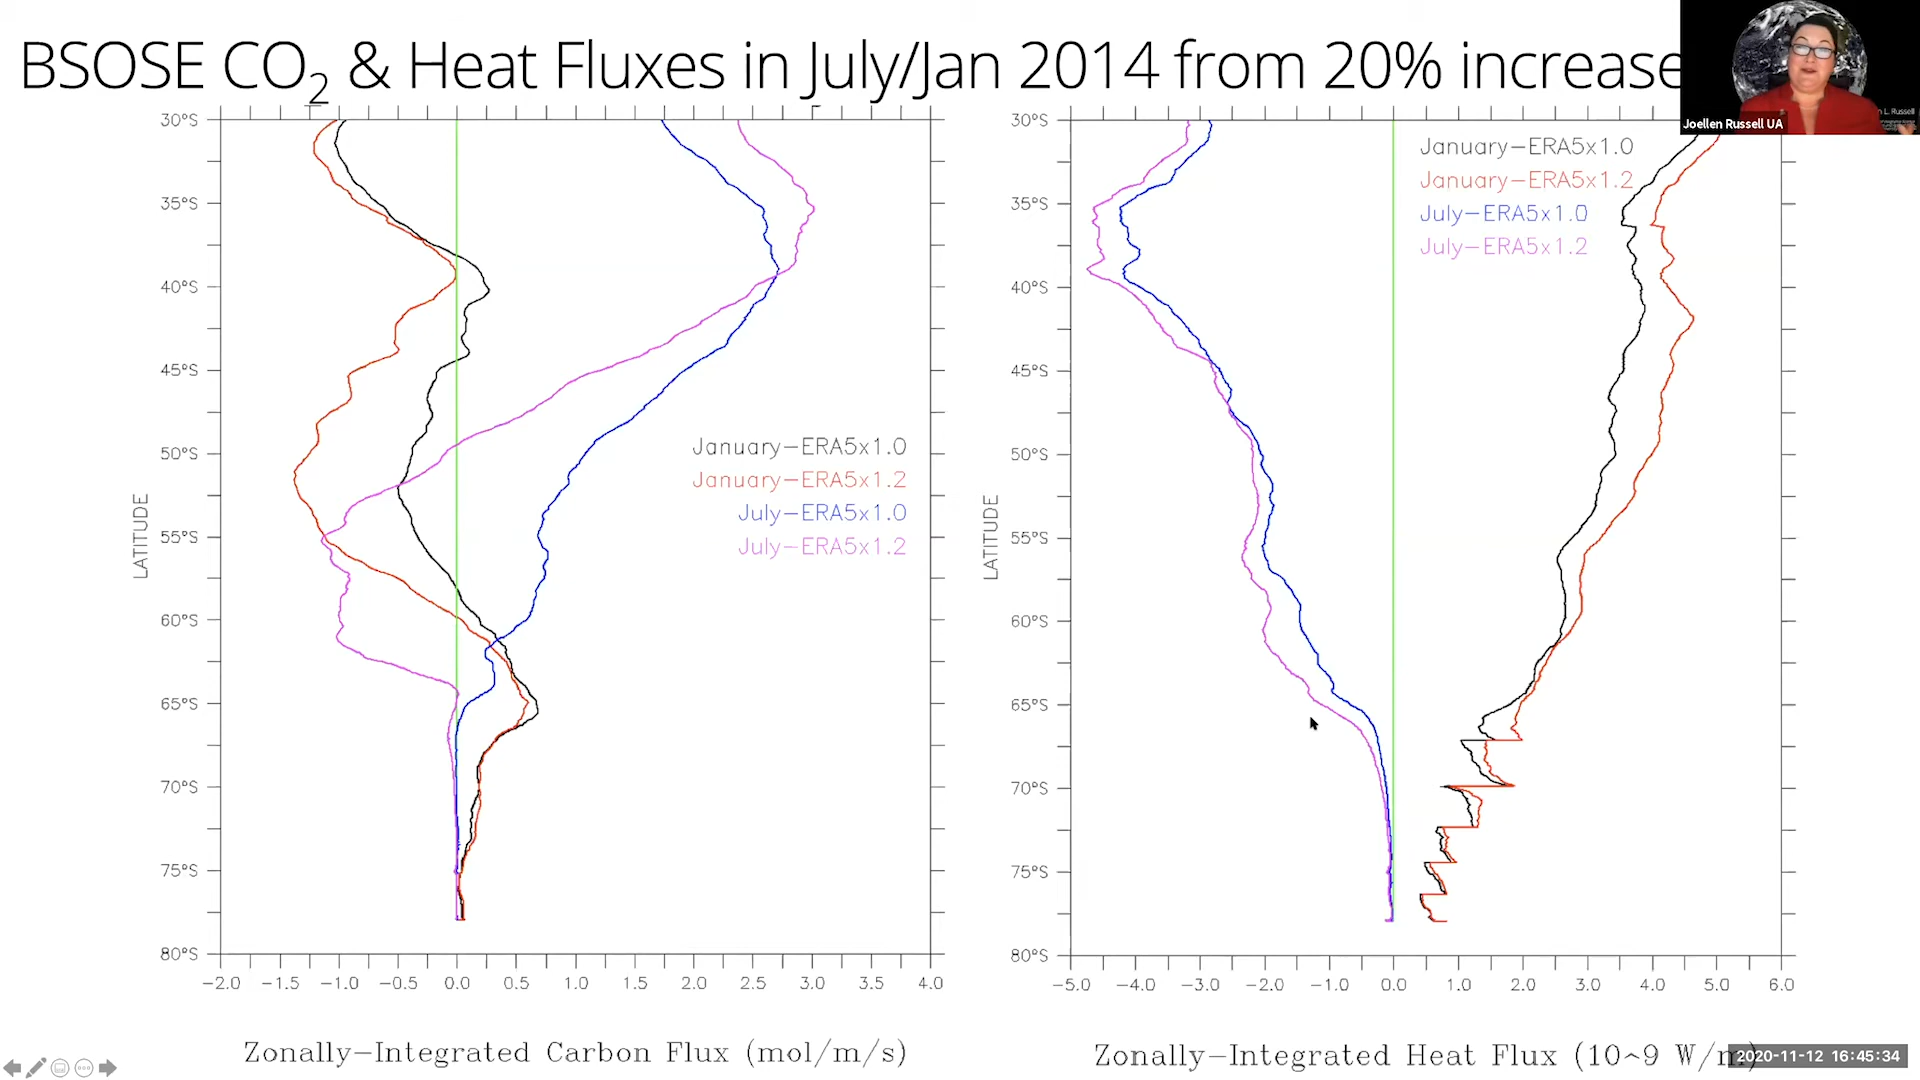 BSOSE CO2 & Heat Fluxes in July/Jan 2014 from 20% increase
Joellen Russell UA
n L. Russell
30°S
35°S
40°S
45°S
50°S
55°S
60°S
65°S
70°S
75°S
80°S
LATITUDE
January-ERA5x1.0
January-ERA5x1.2
July-ERA5x1.0
July-ERA5x1.2
-2.0 -1.5 -1.0 -0.5 0.0 0.5 1.0 1.5 2.0 2.5 3.0 3.5 4.0
Zonally-Integrated Carbon Flux (mol/m/s)
30°S
35°S
40°S
45°S
50°S
55°S
60°S
65°S
70°S
75°S
80°S
LATITUDE
January-ERA5x1.0
January-ERA5x1.2
July-ERA5x1.0
July-ERA5x1.2
-5.0 -4.0 -3.0 -2.0 -1.0 0.0 1.0 2.0 3.0 4.0 5.0 6.0
Zonally-Integrated Heat Flux (10^9 W/m)
2020-11-12 16:45:34